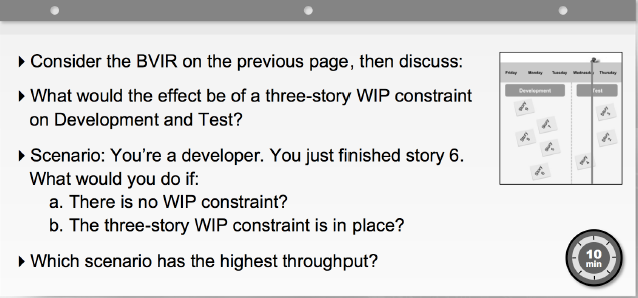 Consider the BVIR on the previous page, then discuss:
What would the effect be of a three-story WIP constraint
on Development and Test?
Scenario: You're a developer. You just finished story 6.
What would you do if:
a. There is no WIP constraint?
b. The three-story WIP constraint is in place?
Which scenario has the highest throughput?
Friday Monday Tuesday Thursday
Development Test
10
min